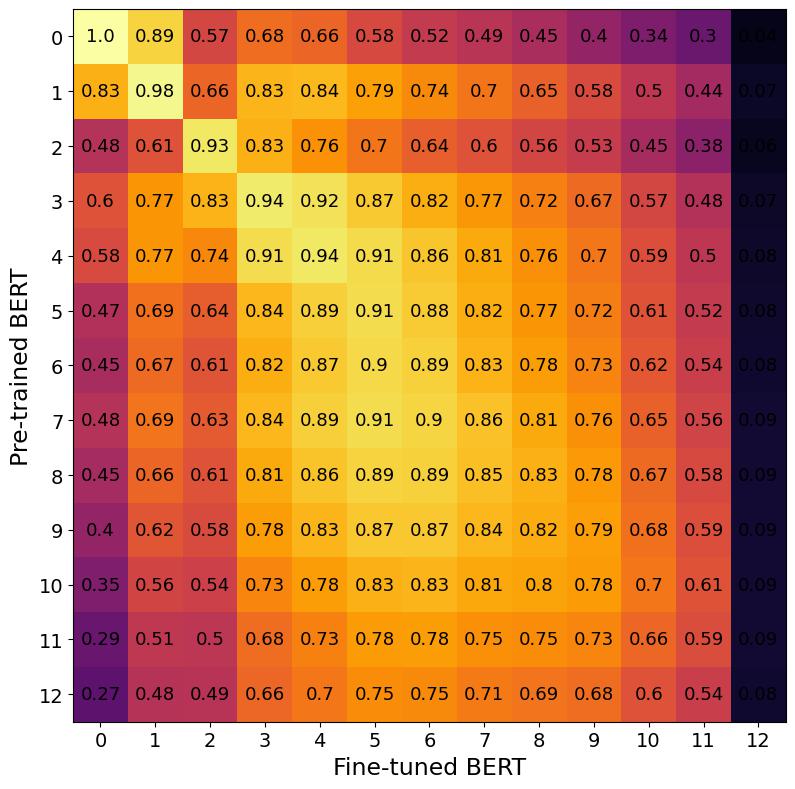 0 1.0 0.89 0.57 0.68 0.66 0.58 0.52 0.49 0.45 0.4 0.34 0.3 0.04
1 0.83 0.98 0.66 0.83 0.84 0.79 0.74 0.7 0.65 0.58 0.5 0.44 0.07
2 0.48 0.61 0.93 0.83 0.76 0.7 0.64 0.6 0.56 0.53 0.45 0.38 0.06
3 0.6 0.77 0.83 0.94 0.92 0.87 0.82 0.77 0.72 0.67 0.57 0.48 0.07
4 0.58 0.77 0.74 0.91 0.94 0.91 0.86 0.81 0.76 0.7 0.59 0.5 0.08
5 0.47 0.69 0.64 0.84 0.89 0.91 0.88 0.82 0.77 0.72 0.61 0.52 0.08
6 0.45 0.67 0.61 0.82 0.87 0.9 0.89 0.83 0.78 0.73 0.62 0.54 0.08
7 0.48 0.69 0.63 0.84 0.89 0.91 0.9 0.86 0.81 0.76 0.65 0.56 0.09
8 0.45 0.66 0.61 0.81 0.86 0.89 0.89 0.85 0.83 0.78 0.67 0.58 0.09
9 0.4 0.62 0.58 0.78 0.83 0.87 0.87 0.84 0.82 0.79 0.68 0.59 0.09
10 0.35 0.56 0.54 0.73 0.78 0.83 0.83 0.81 0.8 0.78 0.7 0.61 0.09
11 0.29 0.51 0.5 0.68 0.73 0.78 0.78 0.75 0.75 0.73 0.66 0.59 0.09
12 0.27 0.48 0.49 0.66 0.7 0.75 0.75 0.71 0.69 0.68 0.6 0.54 0.08
0 1 2 3 4 5 6 7 8 9 10 11 12
Pre-trained BERT
Fine-tuned BERT